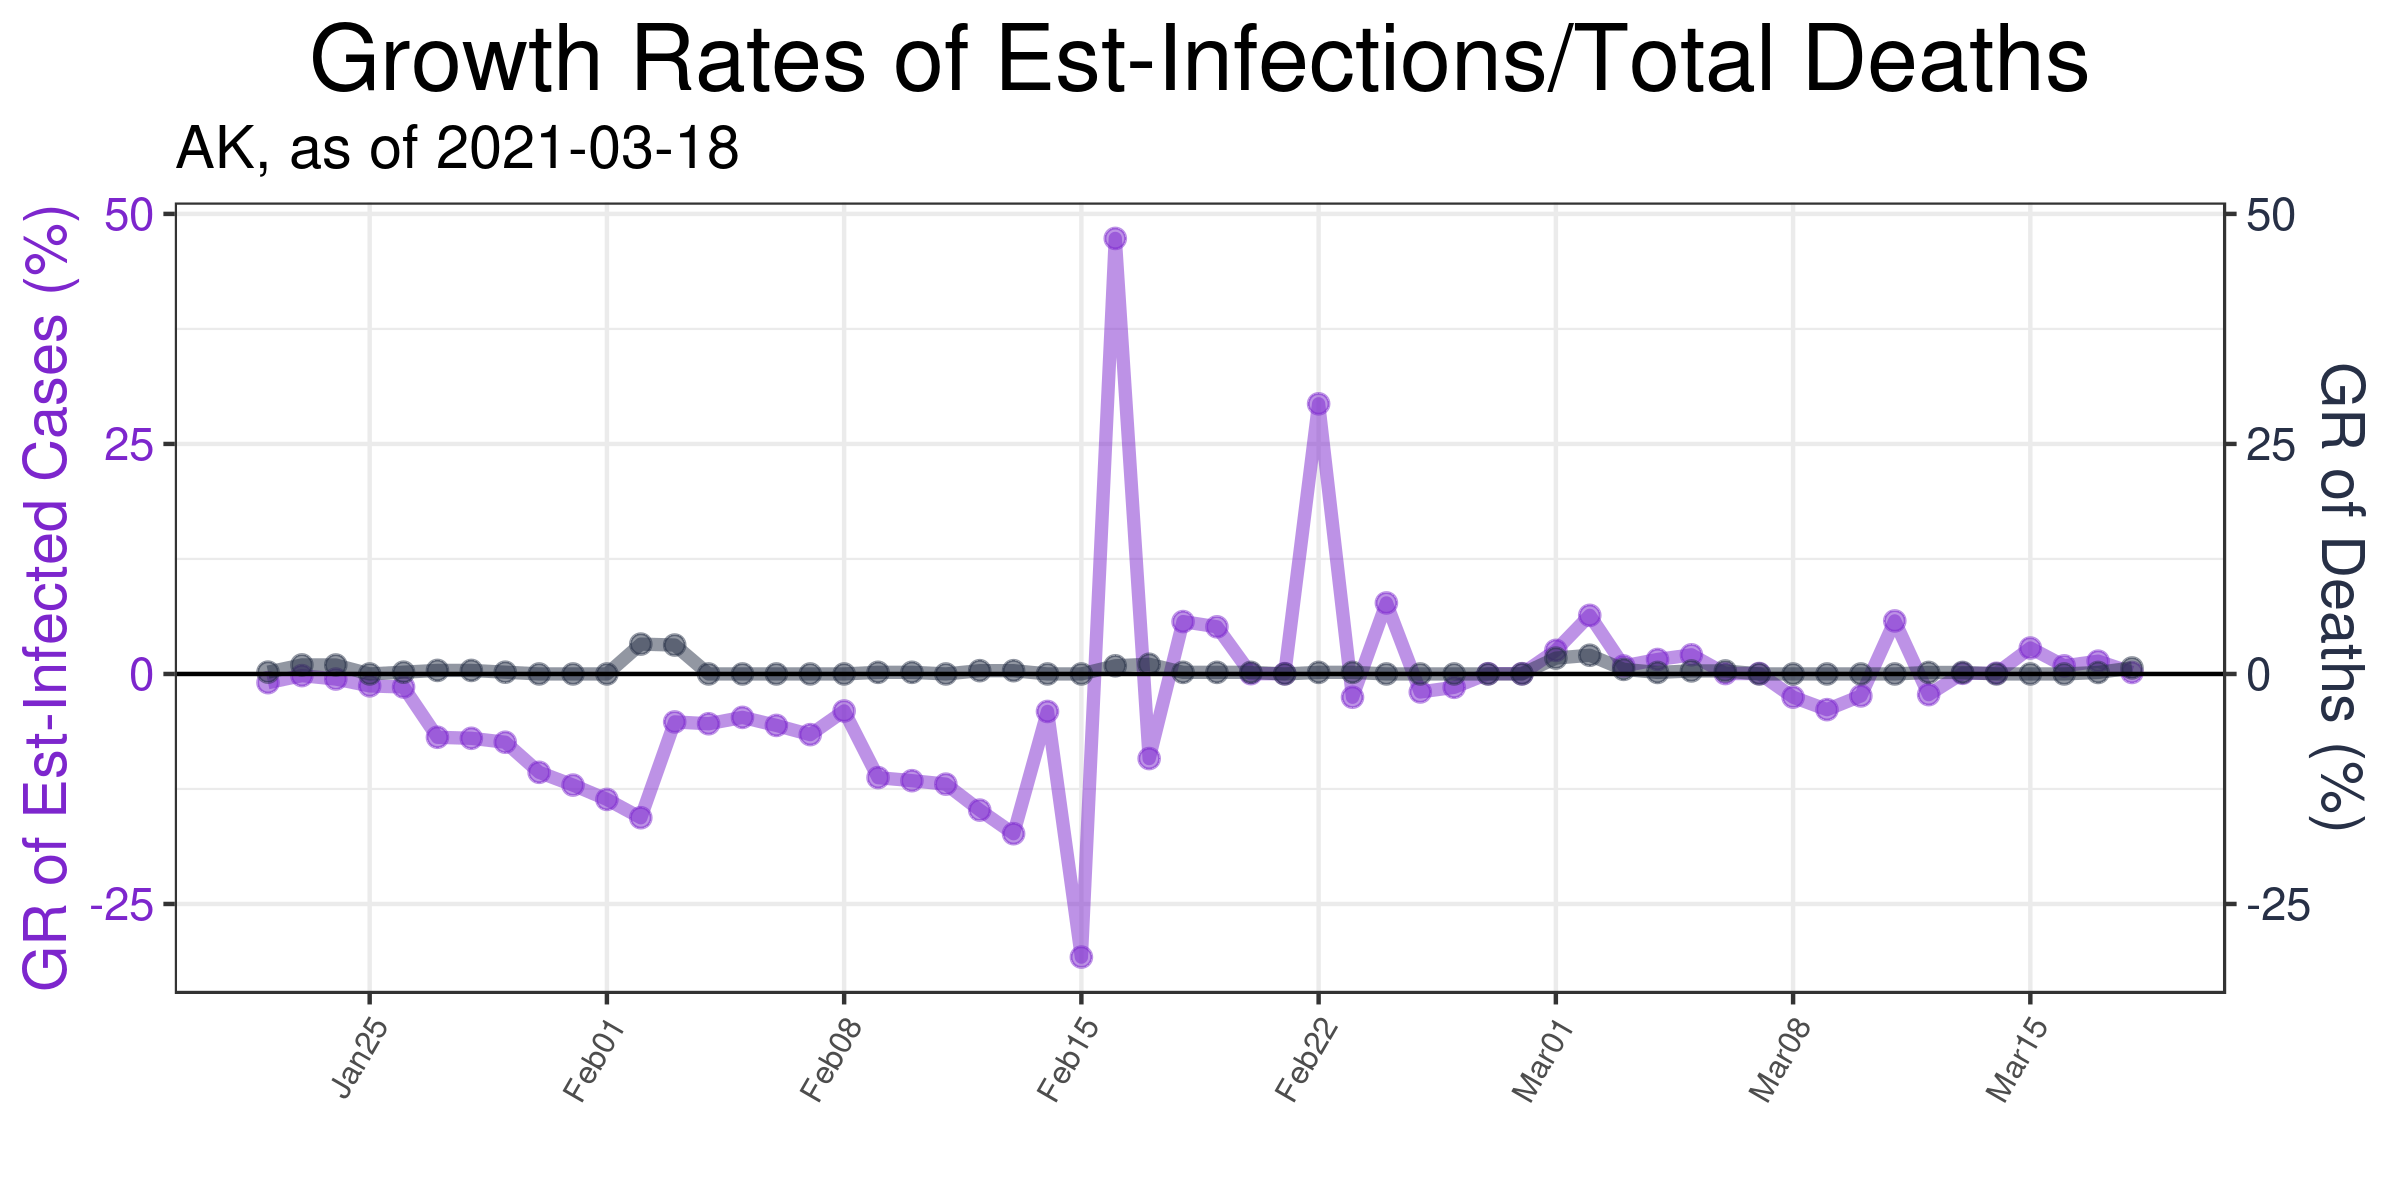 Growth Rates of Est-Infections/Total Deaths
AK, as of 2021-03-18
GR of Est-Infected Cases (%)
50
25
0
-25
50
25
0
-25
GR of Deaths (%)
Jan25
Feb01
Feb08
Feb15
Feb22
Mar01
Mar08
Mar15